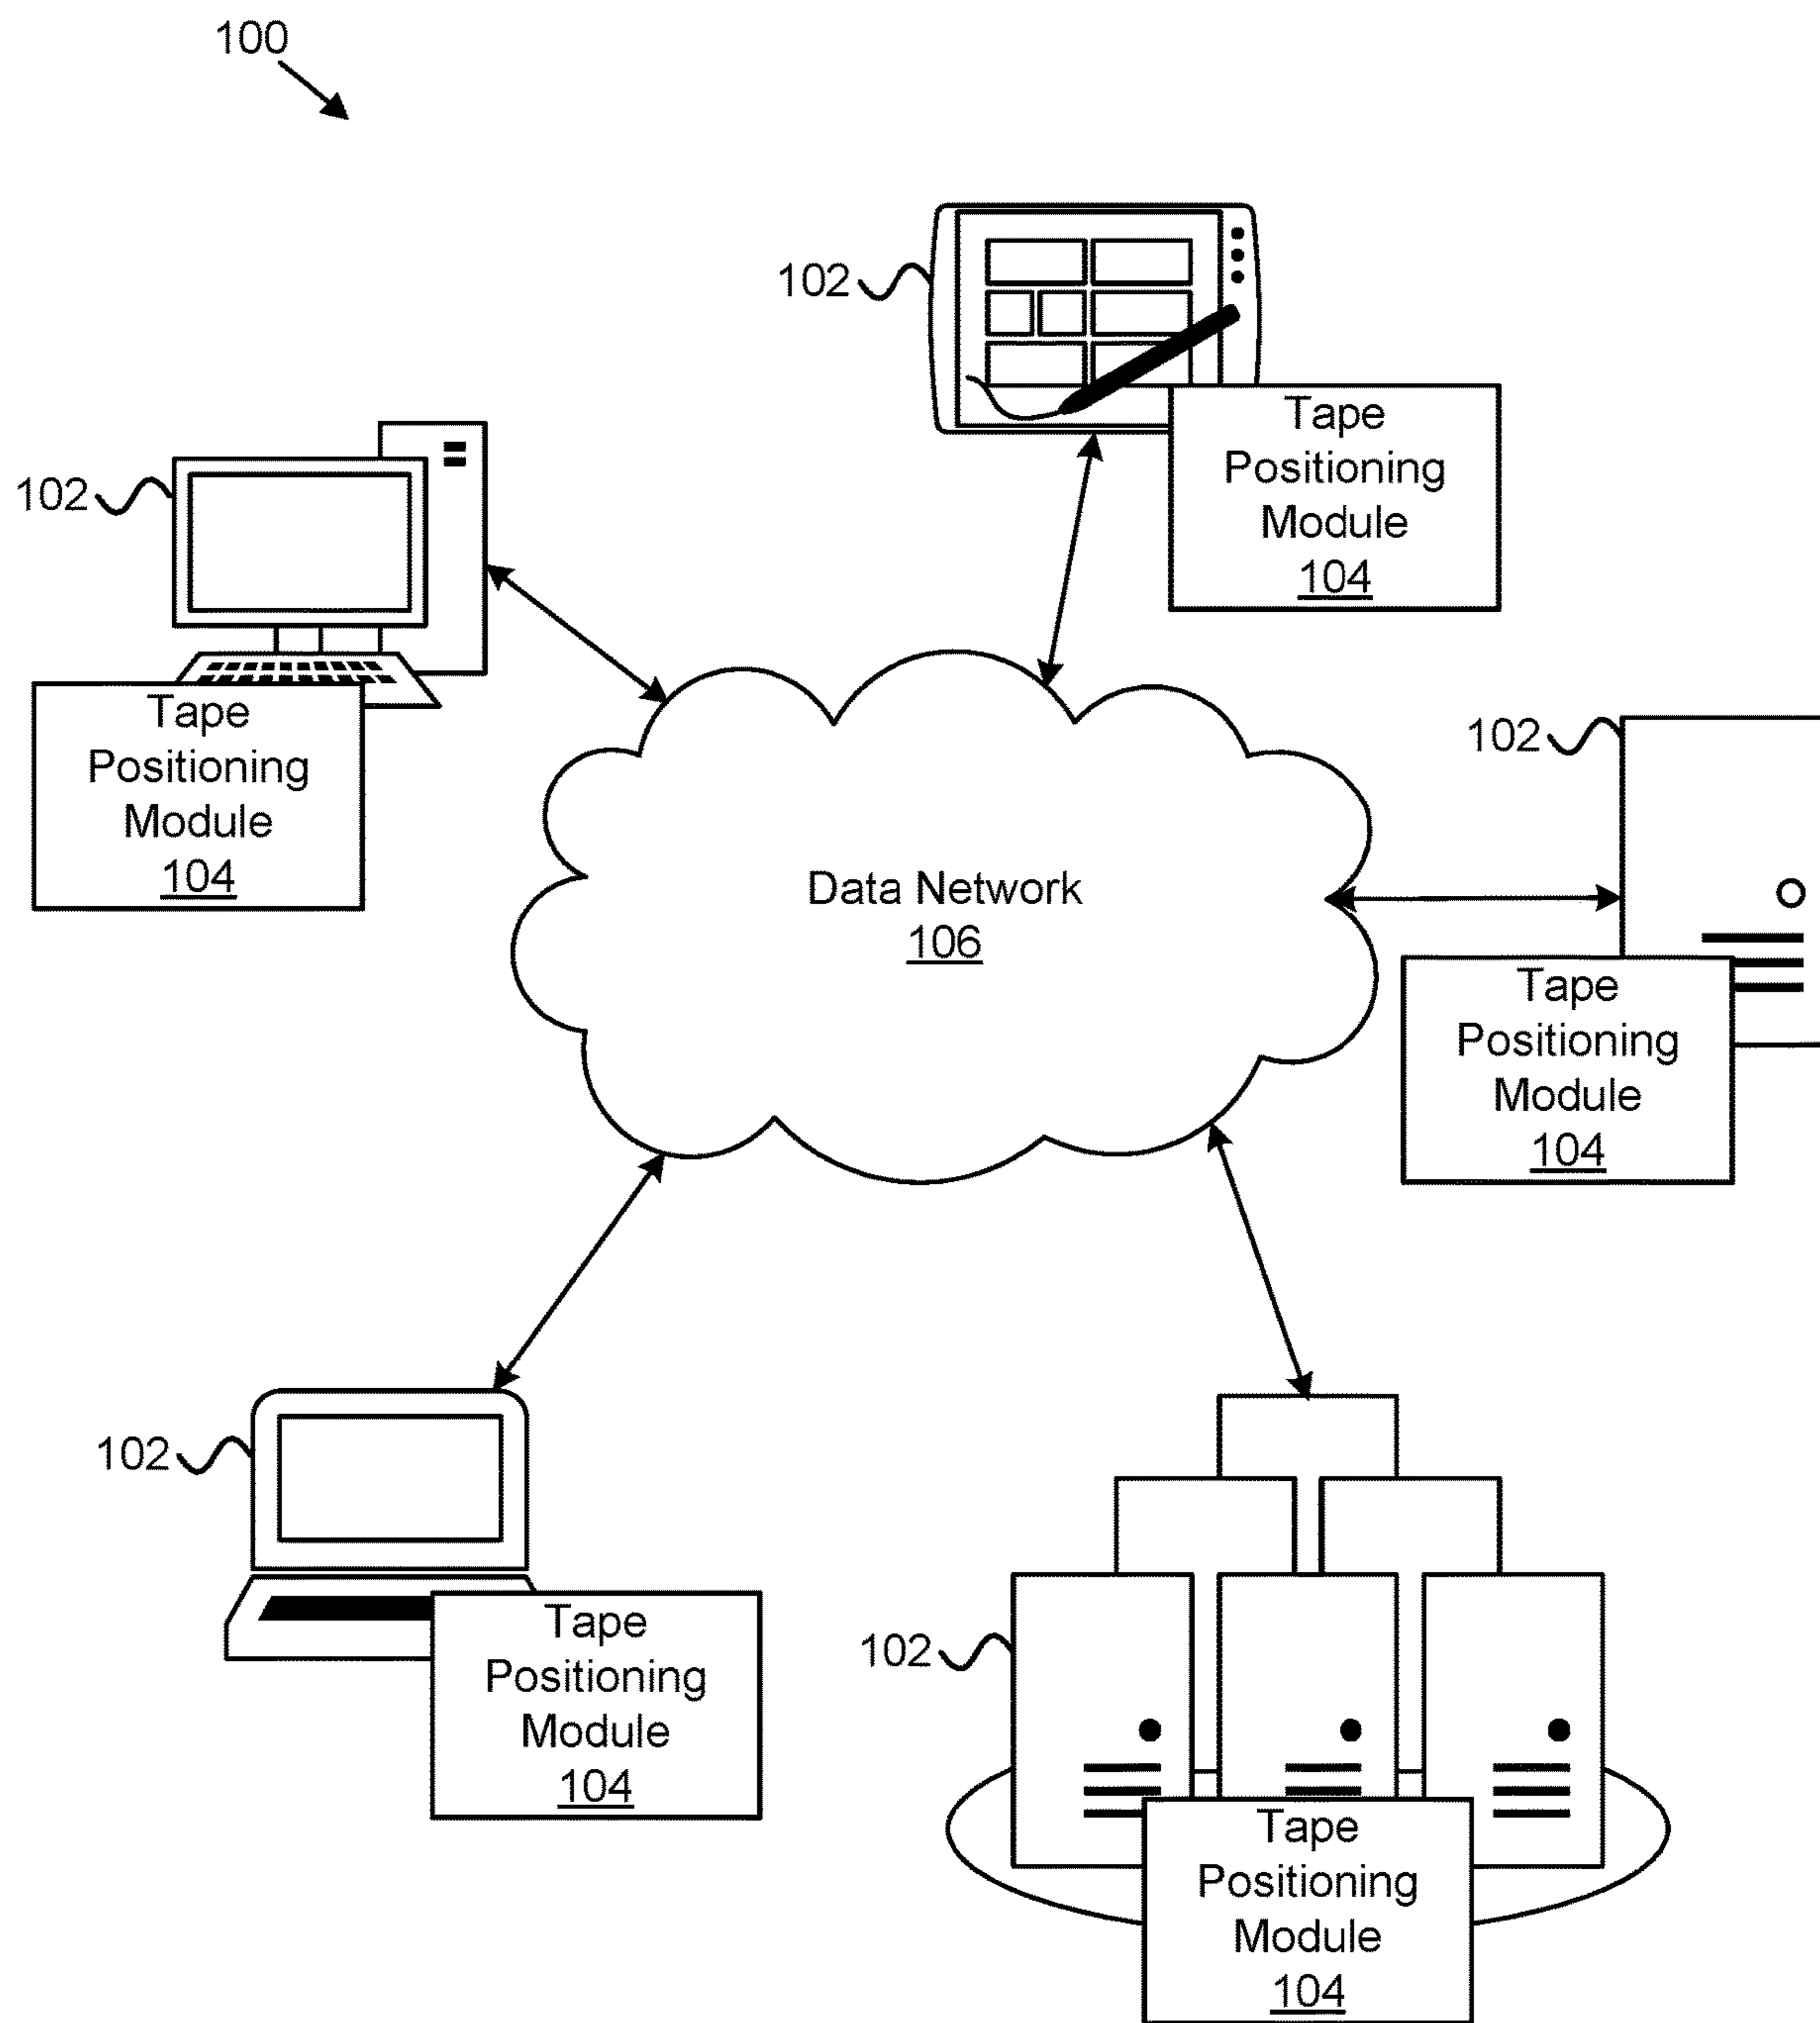 100
102
Tape
Positioning
Module
104
102
Tape
Positioning
Module
104
102
Tape
Positioning
Module
104
Data Network
106
102
Tape
Positioning
Module
104
102
Tape
Positioning
Module
104